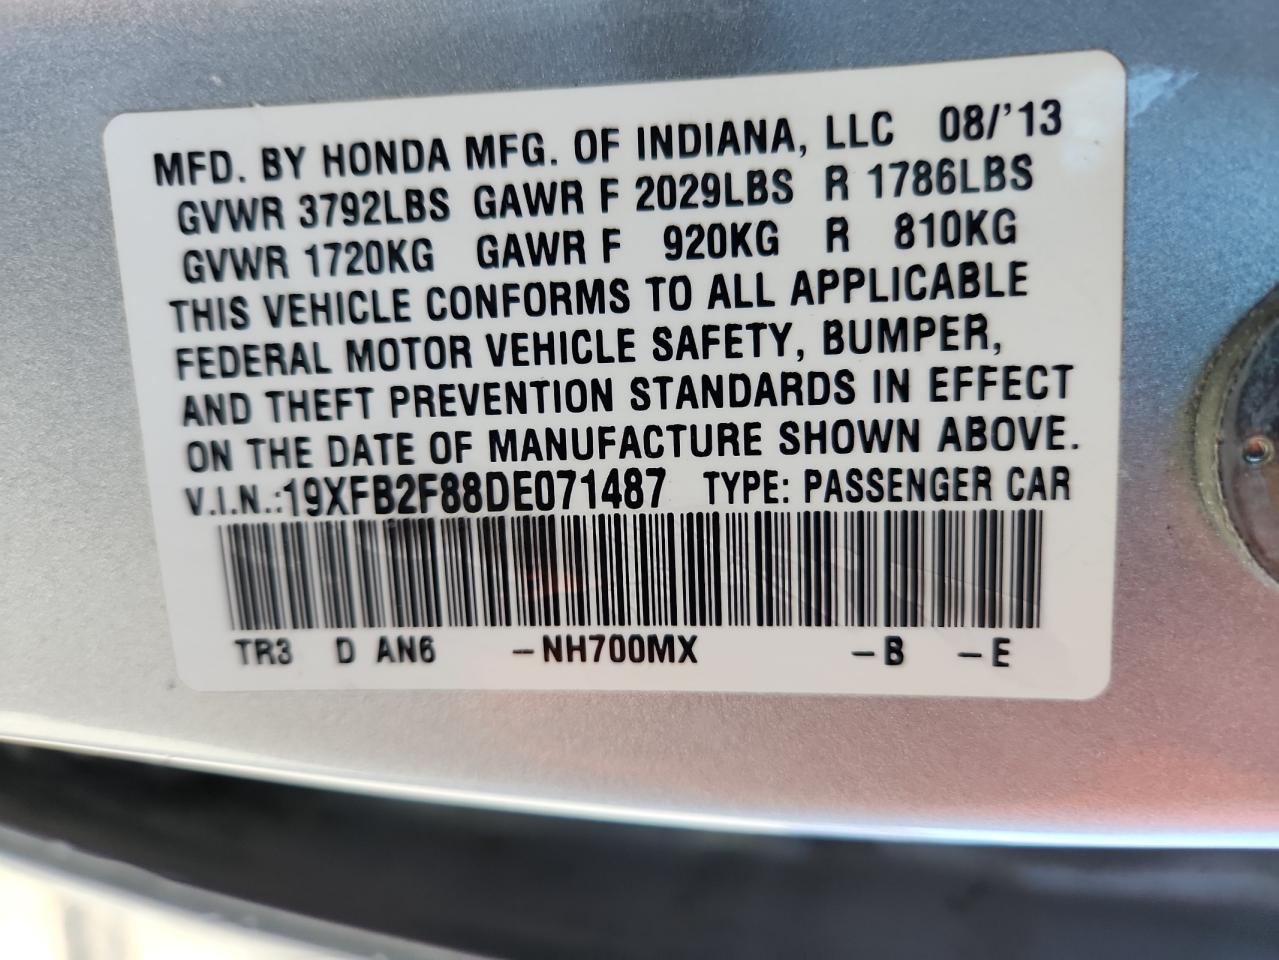 MFD. BY HONDA MFG. OF INDIANA, LLC 08/'13
GVWR 3792LBS GAWR F 2029LBS R 1786LBS
GVWR 1720KG GAWR F 920KG R 810KG
THIS VEHICLE CONFORMS TO ALL APPLICABLE
FEDERAL MOTOR VEHICLE SAFETY, BUMPER,
AND THEFT PREVENTION STANDARDS IN EFFECT
ON THE DATE OF MANUFACTURE SHOWN ABOVE.
V.I.N.:19XFB2F88DE071487 TYPE: PASSENGER CAR
TR3 D AN6 -NH700MX -B -E